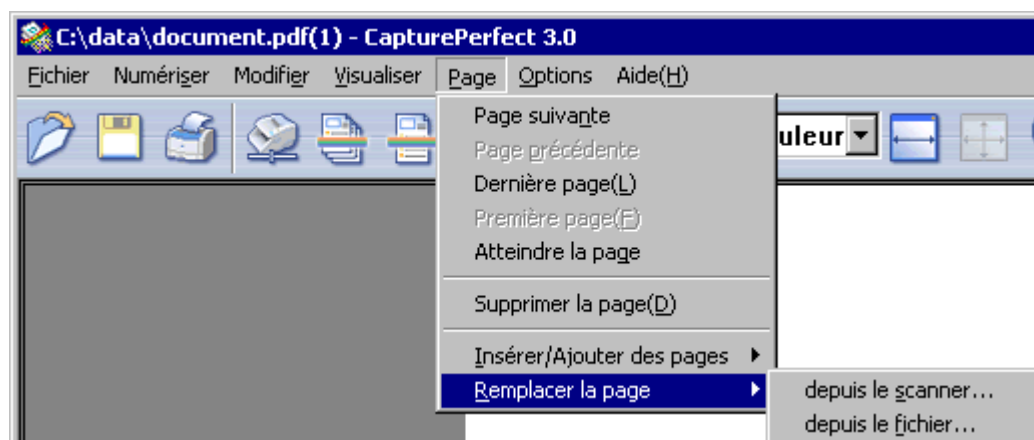 C:\data\document.pdf(1) - CapturePerfect 3.0
Fichier Numériser Modifier Visualiser Page Options Aide(H)
uleur
Page suivante
Page précédente
Dernière page(L)
Première page(F)
Atteindre la page
Supprimer la page(D)
Insérer/Ajouter des pages
Remplacer la page
depuis le scanner...
depuis le fichier...